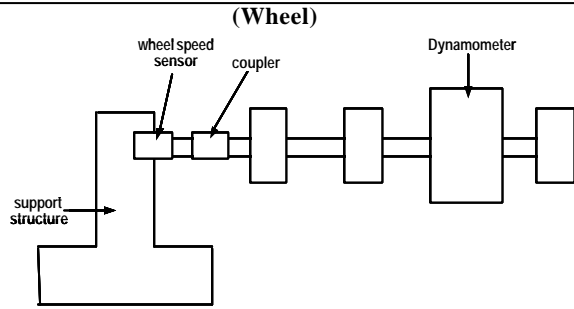 (Wheel)
Dynamometer
wheel speed
sensor
coupler
support
structure